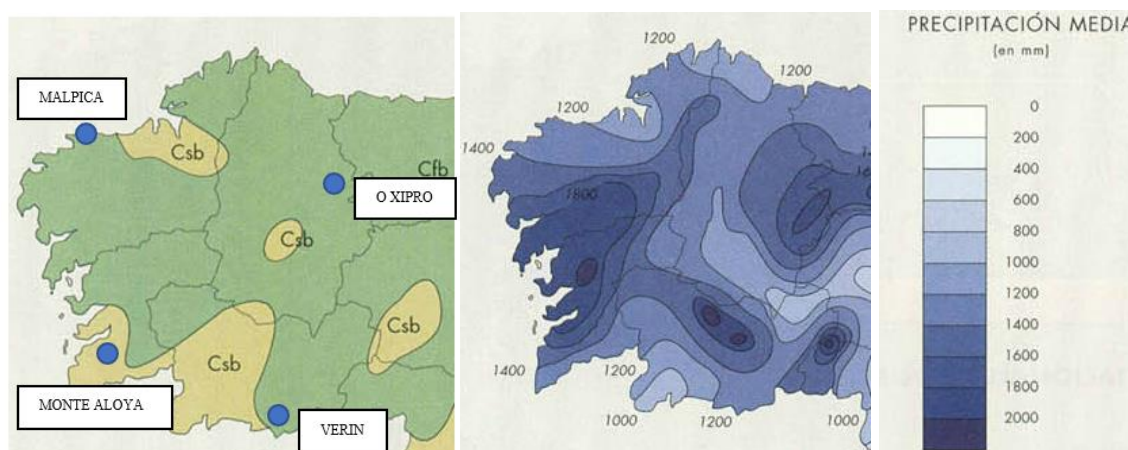 MALPICA
Csb
Cfb
O XIPRO
Csb
Csb
Csb
MONTE ALOYA
VERIN
1200
1200
1200
1400
1800
1400
1200
1000
1200
1000
PRECIPITACIÓN MEDIA
(en mm)
0
200
400
600
800
1000
1200
1400
1600
1800
2000